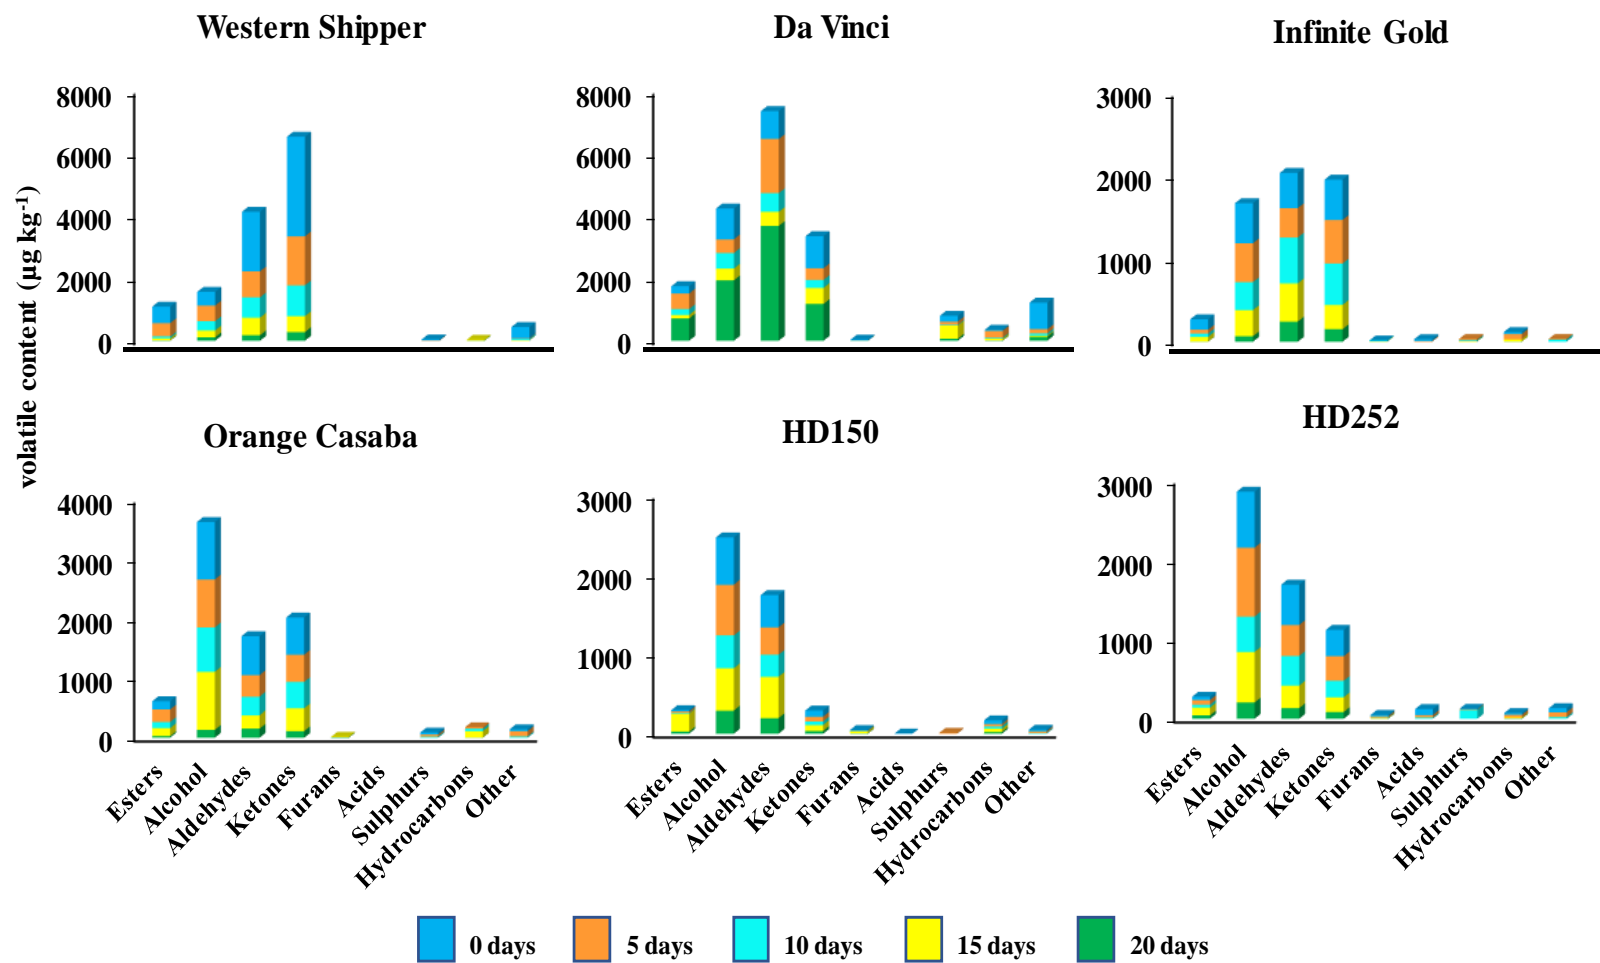 Western Shipper
Da Vinci
Infinite Gold
volatile content (µg kg-1)
8000
6000
4000
2000
0
8000
6000
4000
2000
0
3000
2000
1000
0
Orange Casaba
HD150
HD252
4000
3000
2000
1000
0
Esters
Alcohol
Aldehydes
Ketones
Furans
Acids
Sulphurs
Hydrocarbons
Other
3000
2000
1000
0
Esters
Alcohol
Aldehydes
Ketones
Furans
Acids
Sulphurs
Hydrocarbons
Other
3000
2000
1000
0
Esters
Alcohol
Aldehydes
Ketones
Furans
Acids
Sulphurs
Hydrocarbons
Other
0 days
5 days
10 days
15 days
20 days